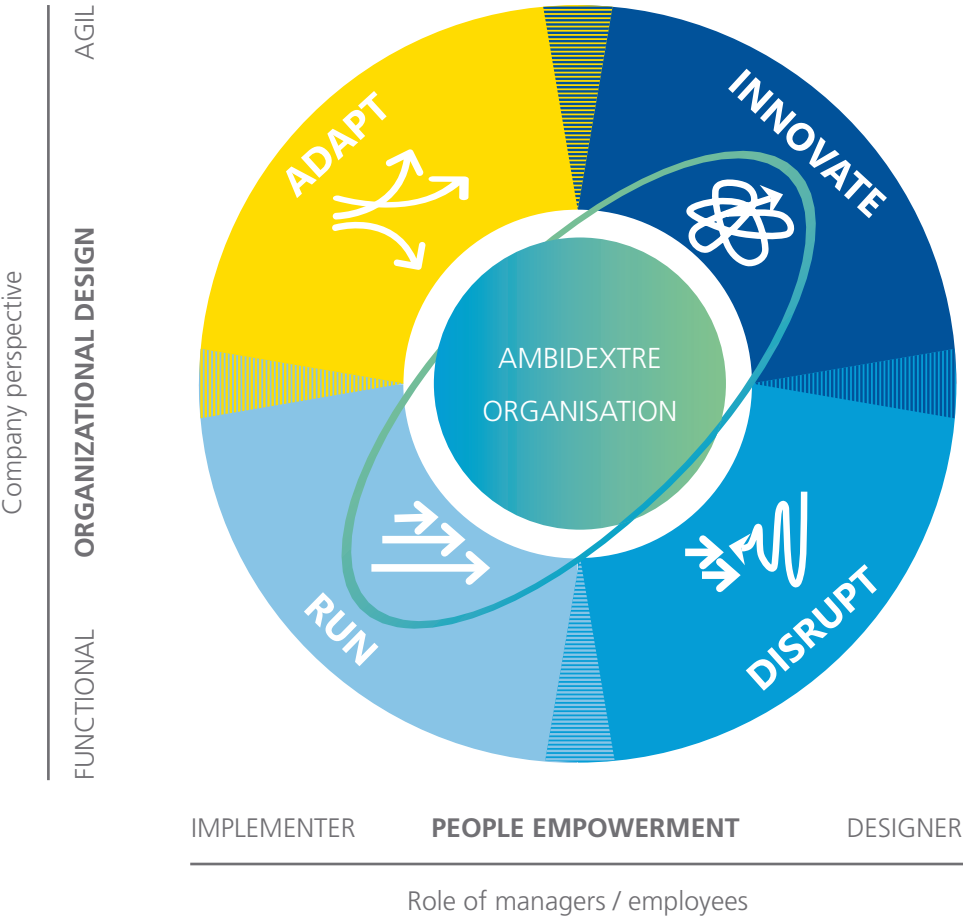 AGIL
ORGANIZATIONAL DESIGN
Company perspective
FUNCTIONAL
ADAPT
INNOVATE
AMBIDEXTRE
ORGANISATION
RUN
DISRUPT
IMPLEMENTER
PEOPLE EMPOWERMENT
DESIGNER
Role of managers / employees